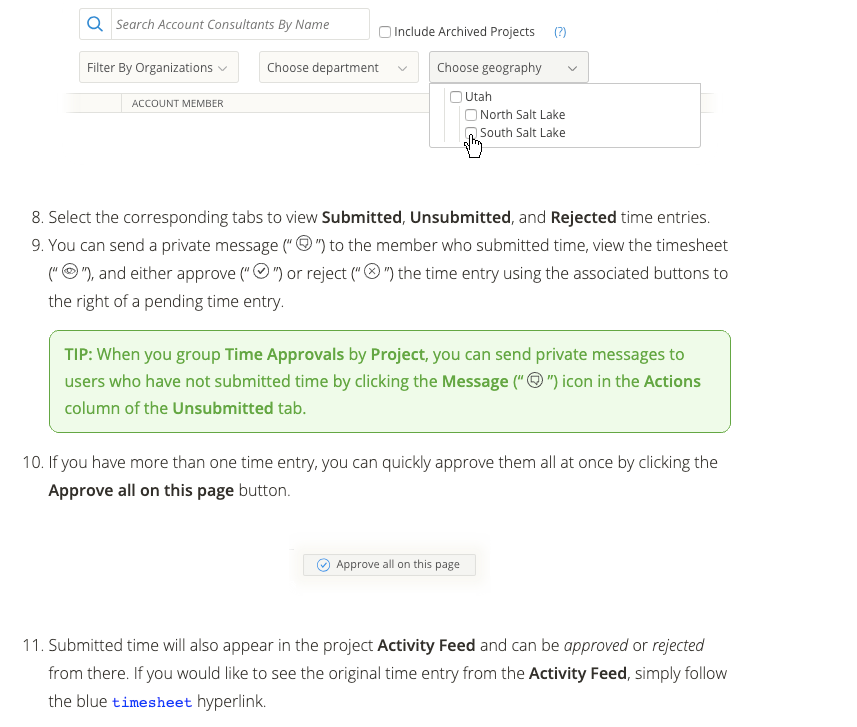 Search Account Consultants By Name
Include Archived Projects (?)
Filter By Organizations
Choose department
Choose geography
ACCOUNT MEMBER
Utah
North Salt Lake
South Salt Lake
8. Select the corresponding tabs to view Submitted, Unsubmitted, and Rejected time entries.
9. You can send a private message (“ ”) to the member who submitted time, view the timesheet
(“ ”), and either approve (“ ”) or reject (“ ”) the time entry using the associated buttons to
the right of a pending time entry.
TIP: When you group Time Approvals by Project, you can send private messages to
users who have not submitted time by clicking the Message (“ ”) icon in the Actions
column of the Unsubmitted tab.
10. If you have more than one time entry, you can quickly approve them all at once by clicking the
Approve all on this page button.
Approve all on this page
11. Submitted time will also appear in the project Activity Feed and can be approved or rejected
from there. If you would like to see the original time entry from the Activity Feed, simply follow
the blue timesheet hyperlink.